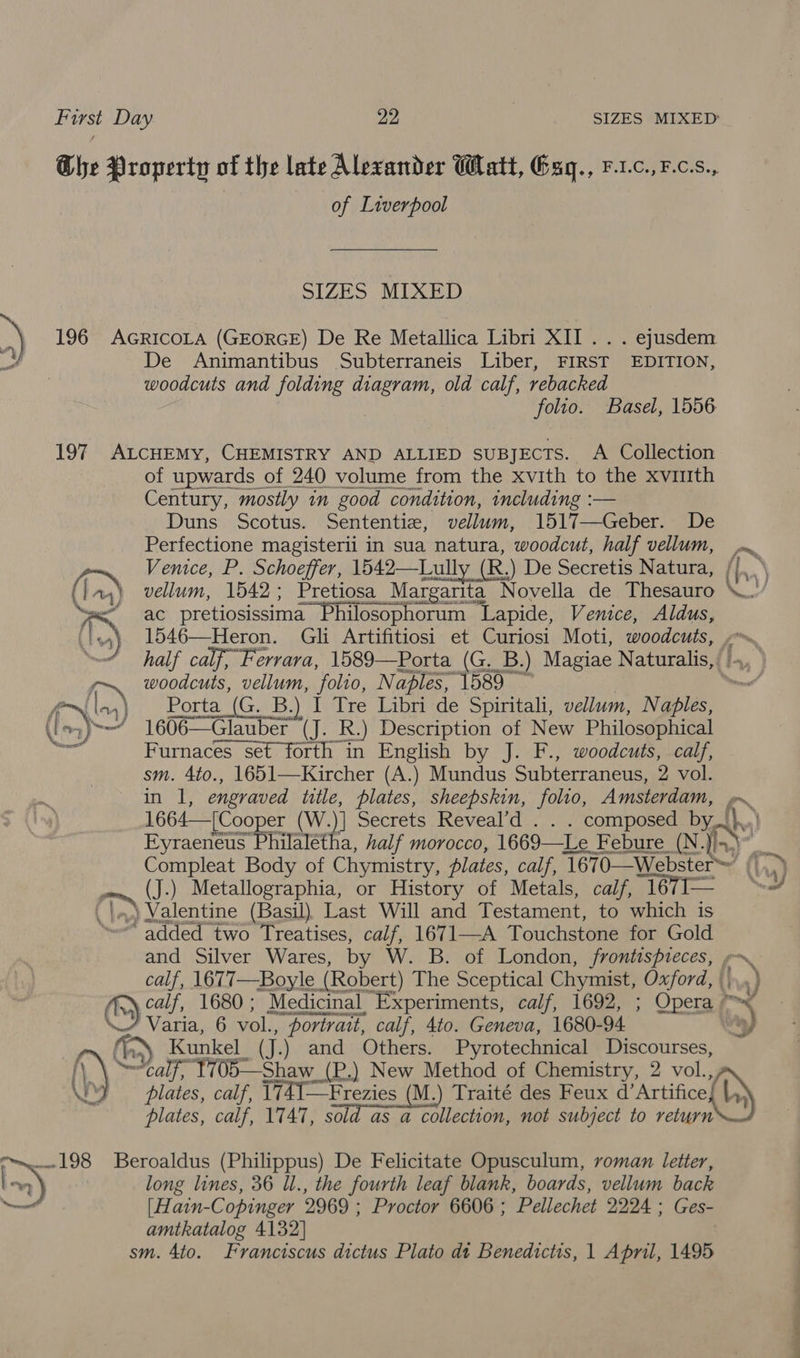 First Day 22 SIZES MIXED
The Property of the late Alexander Watt, Esq., F.I.C., F.C.S.,
of Liverpool
SIZES MIXED
196 AGRICOLA (GEORGE) De Re Metallica Libri XII . . . ejusdem
De Animantibus Subterraneis Liber, FIRST EDITION,
woodcuts and folding diagram, old calf, rebacked
folio. Basel, 1556
197 ALCHEMY, CHEMISTRY AND ALLIED SUBJECTS. A Collection
of upwards of 240 volume from the XVIth to the XVIIIth
Century, mostly in good condition, including :—
Duns Scotus. Sententiæ, vellum, 1517—Geber. De
Perfectione magisterii in sua natura, woodcut, half vellum,
Venice, P. Schoeffer, 1542—Lully (R.) De Secretis Natura,
vellum, 1542; Pretiosa Margarita Novella de Thesauro
ac pretiosissima Philosophorum Lapide, Venice, Aldus,
1546—Heron. Gli Artifitiosi et Curiosi Moti, woodcuts,
half calf, Ferrara, 1589—Porta (G. B.) Magiae Naturalis,
woodcuts, vellum, folio, Naples, 1589
Porta (G. B.) I Tre Libri de Spiritali, vellum, Naples,
1606—Glauber (J. R.) Description of New Philosophical
Furnaces set forth in English by J. F., woodcuts, calf,
sm. 4to., 1651—Kircher (A.) Mundus Subterraneus, 2 vol.
in 1, engraved title, plates, sheepskin, folio, Amsterdam,
1664—[Cooper (W.)] Secrets Reveal'd . . . composed by
Eyraeneus Philaletha, half morocco, 1669—Le Febure (N.)
Compleat Body of Chymistry, plates, calf, 1670—Webster
(J.) Metallographia, or History of Metals, calf, 1671—
Valentine (Basil) Last Will and Testament, to which is
added two Treatises, calf, 1671—A Touchstone for Gold
and Silver Wares, by W. B. of London, frontispieces,
calf, 1677—Boyle (Robert) The Sceptical Chymist, Oxford,
calf, 1680; Medicinal Experiments, calf, 1692, ; Opera
Varia, 6 vol., portrait, calf, 4to. Geneva, 1680-94
Kunkel (J.) and Others. Pyrotechnical Discourses,
calf, 1705—Shaw (P.) New Method of Chemistry, 2 vol.,
plates, calf, 1741—Frezies (M.) Traité des Feux d'Artifice,
plates, calf, 1747, sold as a collection, not subject to return
198 Beroaldus (Philippus) De Felicitate Opusculum, roman letter,
long lines, 36 ll., the fourth leaf blank, boards, vellum back
[Hain-Copinger 2969; Proctor 6606; Pellechet 2224; Ges-
amtkatalog 4132]
sm. 4to. Franciscus dictus Plato di Benedictis, 1 April, 1495